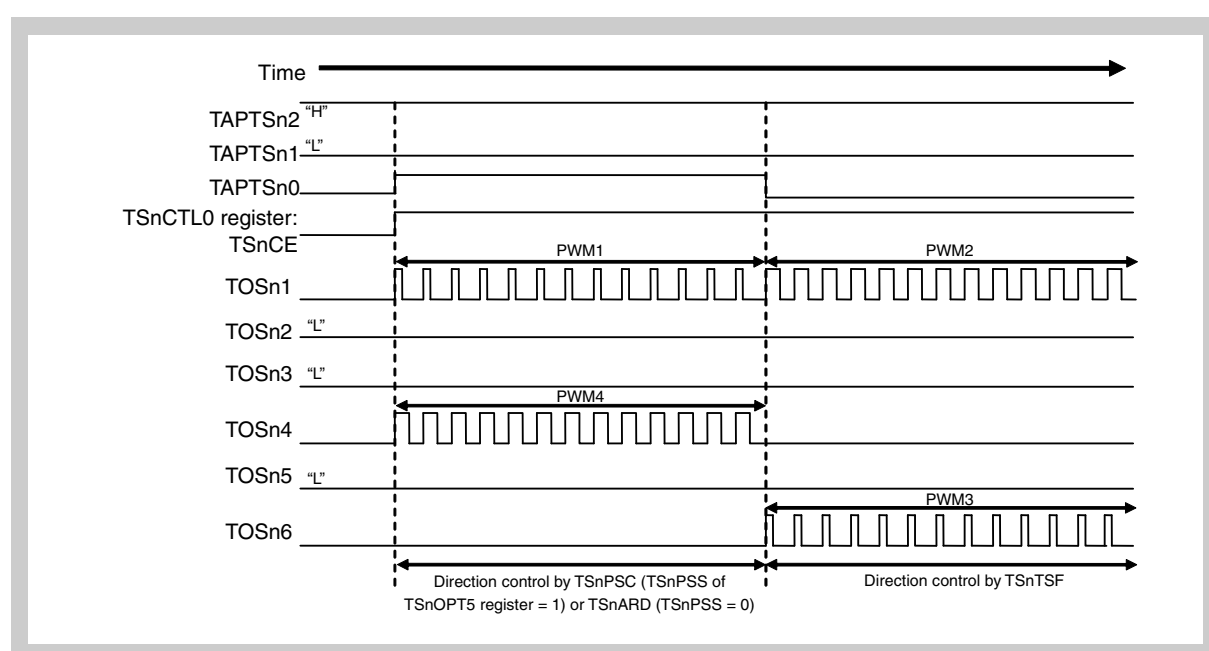 Time
TAPTSn2 “H”
TAPTSn1 “L”
TAPTSn0
TSnCTL0 register:
TSnCE
PWM1 PWM2
TOSn1
TOSn2 “L”
TOSn3 “L”
PWM4
TOSn4
TOSn5 “L”
PWM3
TOSn6
Direction control by TSnPSC (TSnPSS of
TSnOPT5 register = 1) or TSnARD (TSnPSS = 0)
Direction control by TSnTSF